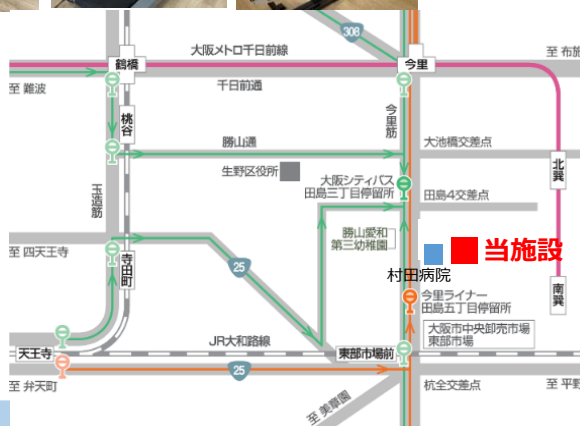 308
大阪メトロ千日前線
至 布施
鶴橋
今里
至 難波
千日前通
今里筋
桃谷
勝山通
大池橋交差点
生野区役所
大阪シティバス
田島三丁目停留所
北巽
玉造筋
田島4交差点
勝山愛和
第三幼稚園
至 四天王寺
寺田町
25
当施設
村田病院
南巽
今里ライナー
田島五丁目停留所
大阪市中央卸売市場
東部市場
JR大和路線
天王寺
東部市場前
25
至 弁天町
杭全交差点
至 平野
至 美章園